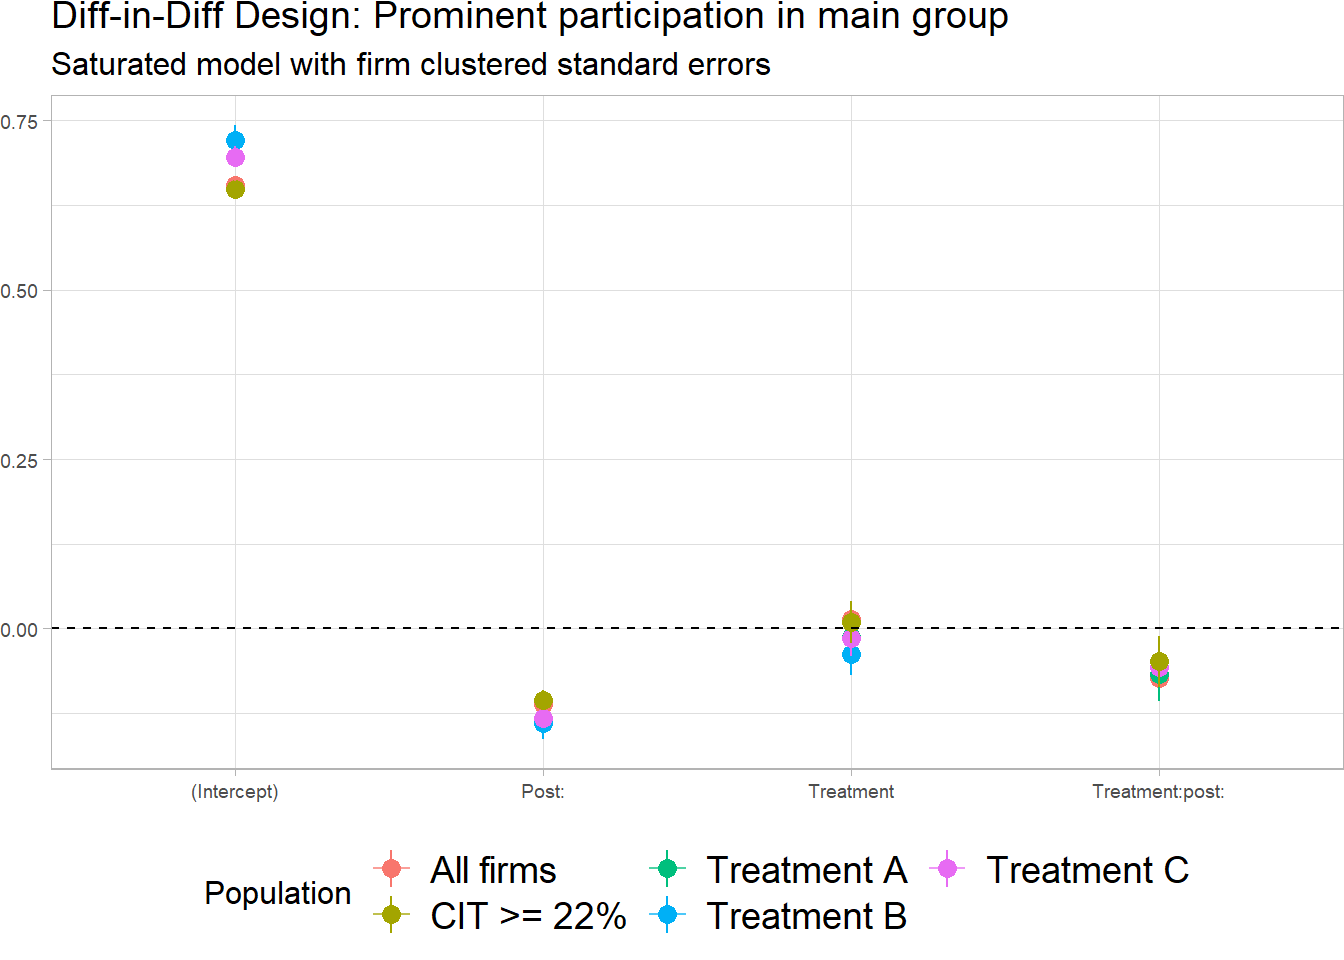 Diff-in-Diff Design: Prominent participation in main group
Saturated model with firm clustered standard errors
0.75
0.50
0.25
0.00
(Intercept) Post: Treatment Treatment:post:
Population
All firms Treatment A Treatment C
CIT >= 22% Treatment B